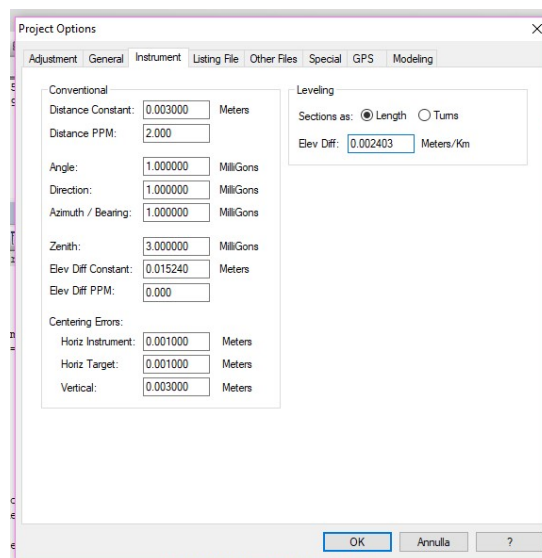 Project Options
Adjustment General Instrument Listing File Other Files Special GPS Modeling
Conventional
Distance Constant: 0.003000 Meters
Distance PPM: 2.000
Angle: 1.000000 MilliGons
Direction: 1.000000 MilliGons
Azimuth / Bearing: 1.000000 MilliGons
Zenith: 3.000000 MilliGons
Elev Diff Constant: 0.015240 Meters
Elev Diff PPM: 0.000
Centering Errors:
Horiz Instrument: 0.001000 Meters
Horiz Target: 0.001000 Meters
Vertical: 0.003000 Meters
Leveling
Sections as: Length Turns
Elev Diff: 0.002403 Meters/Km
OK Annulla ?